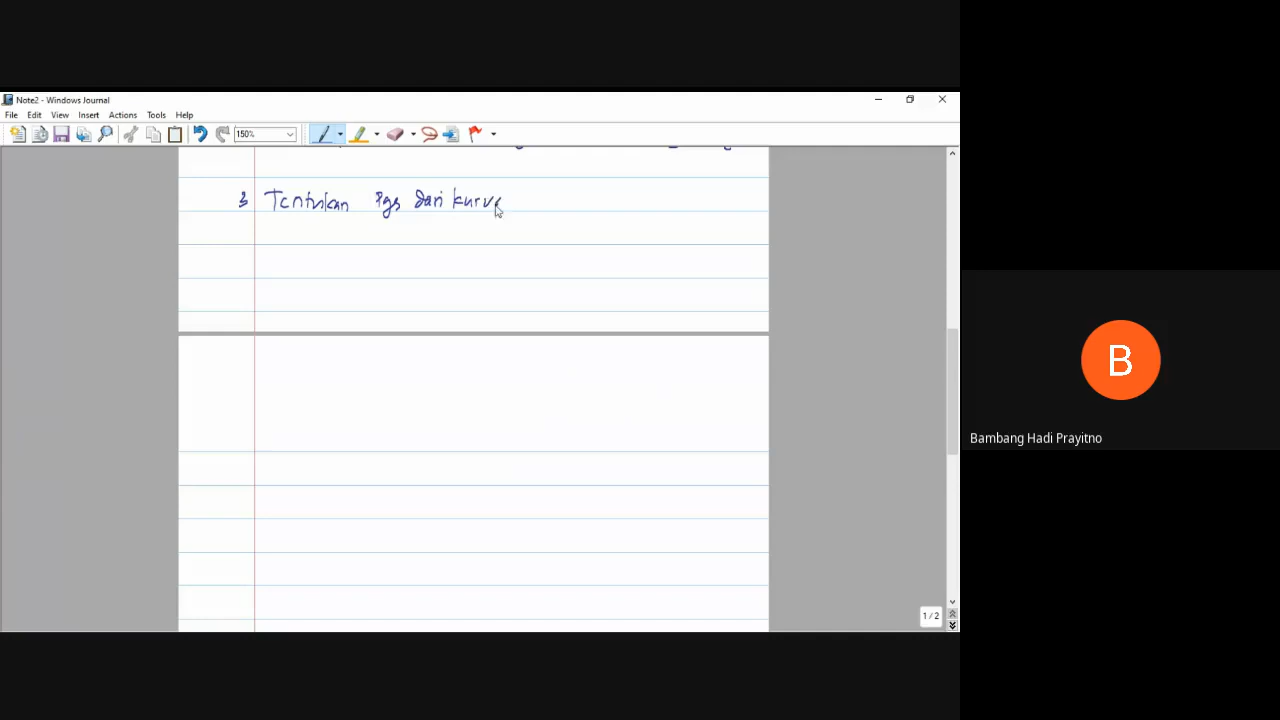 Note2 - Windows Journal
File Edit View Insert Actions Tools Help
150%
3 Tentukan Pgs dari kurva
1 / 2
B
Bambang Hadi Prayitno